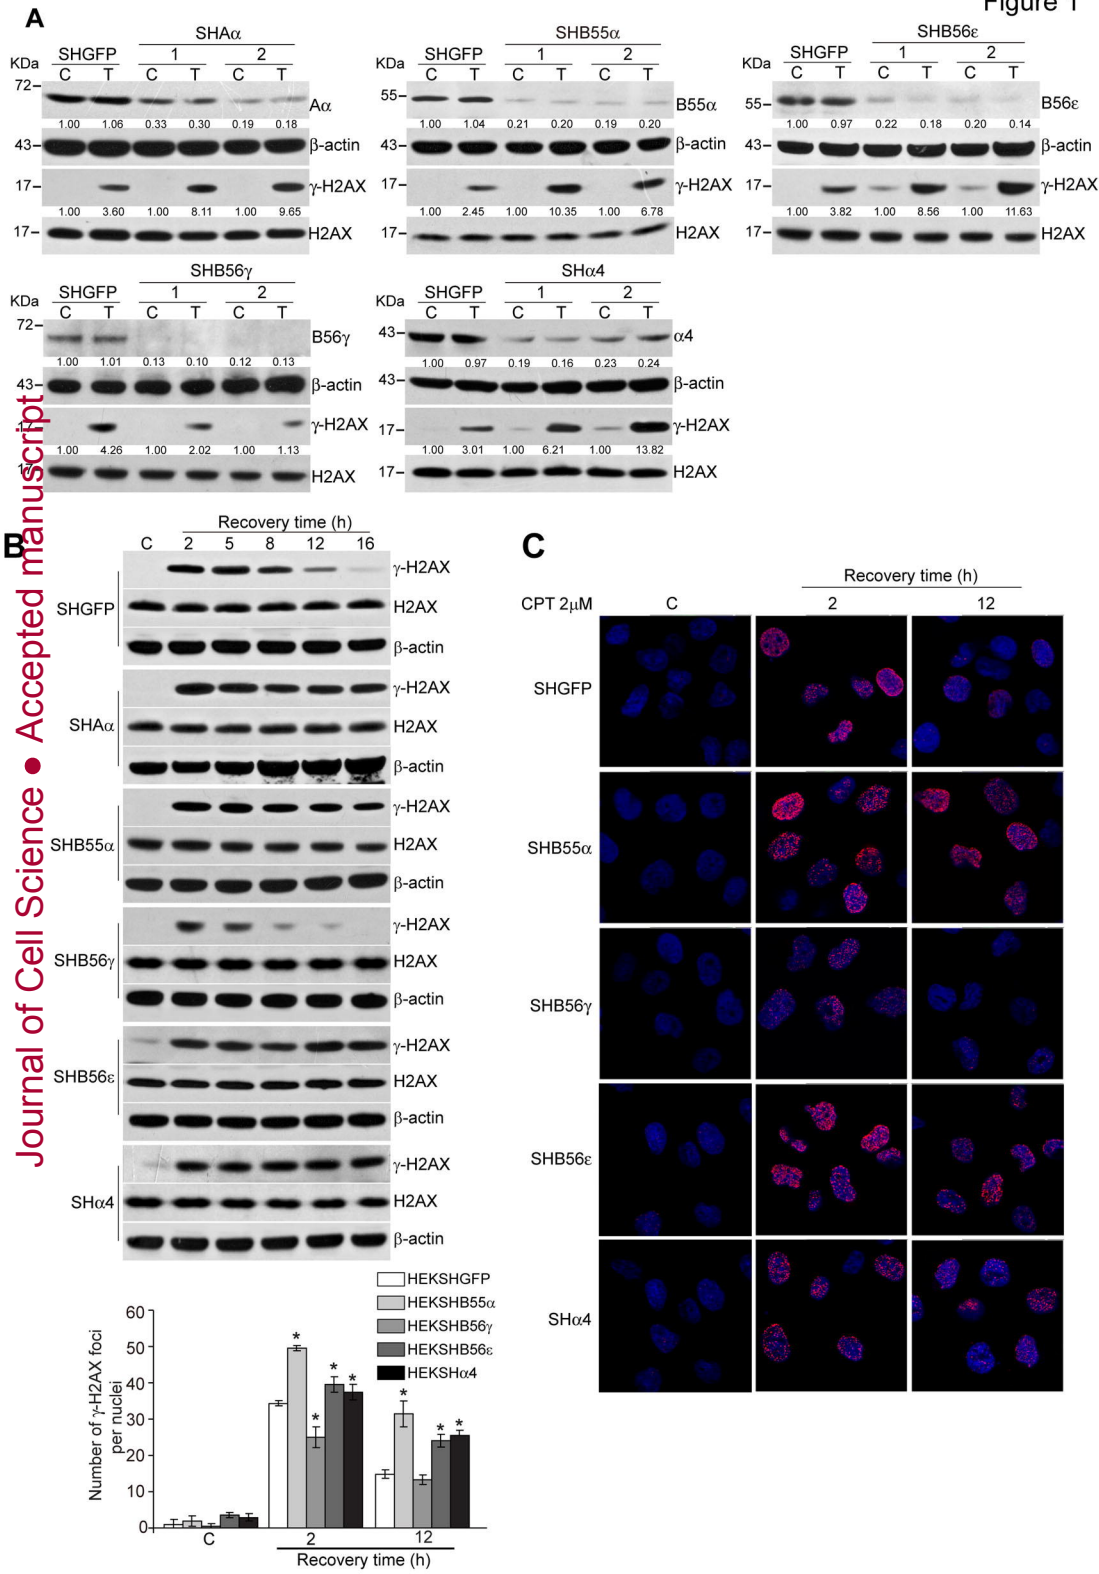 Figure 1
A
SHAα
SHGFP 1 2
KDa C T C T C T
72
Aα
1.00 1.06 0.33 0.30 0.19 0.18
43 β-actin
17 γ-H2AX
1.00 3.60 1.00 8.11 1.00 9.65
17 H2AX
SHB55α
SHGFP 1 2
KDa C T C T C T
55 B55α
1.00 1.04 0.21 0.20 0.19 0.20
43 β-actin
17 γ-H2AX
1.00 2.45 1.00 10.35 1.00 6.78
17 H2AX
SHB56ε
SHGFP 1 2
KDa C T C T C T
55 B56ε
1.00 0.97 0.22 0.18 0.20 0.14
43 β-actin
17 γ-H2AX
1.00 3.82 1.00 8.56 1.00 11.63
17 H2AX
SHB56γ
SHGFP 1 2
KDa C T C T C T
72 B56γ
1.00 1.01 0.13 0.10 0.12 0.13
43 β-actin
17 γ-H2AX
1.00 4.26 1.00 2.02 1.00 1.13
17 H2AX
SHα4
SHGFP 1 2
KDa C T C T C T
43 α4
1.00 0.97 0.19 0.16 0.23 0.24
43 β-actin
17 γ-H2AX
1.00 3.01 1.00 6.21 1.00 13.82
17 H2AX
Journal of Cell Science ● Accepted manuscript
B
Recovery time (h)
C 2 5 8 12 16
γ-H2AX
SHGFP H2AX
β-actin
γ-H2AX
SHAα H2AX
β-actin
γ-H2AX
SHB55α H2AX
β-actin
γ-H2AX
SHB56γ H2AX
β-actin
γ-H2AX
SHB56ε H2AX
β-actin
γ-H2AX
SHα4 H2AX
β-actin
HEKSHGFP
HEKSHB55α
HEKSHB56γ
HEKSHB56ε
HEKSHα4
Number of γ-H2AX foci
per nuclei
60
50
40
30
20
10
0
* * * *
* * *
C 2 12
Recovery time (h)
C
Recovery time (h)
CPT 2μM C 2 12
SHGFP
SHB55α
SHB56γ
SHB56ε
SHα4